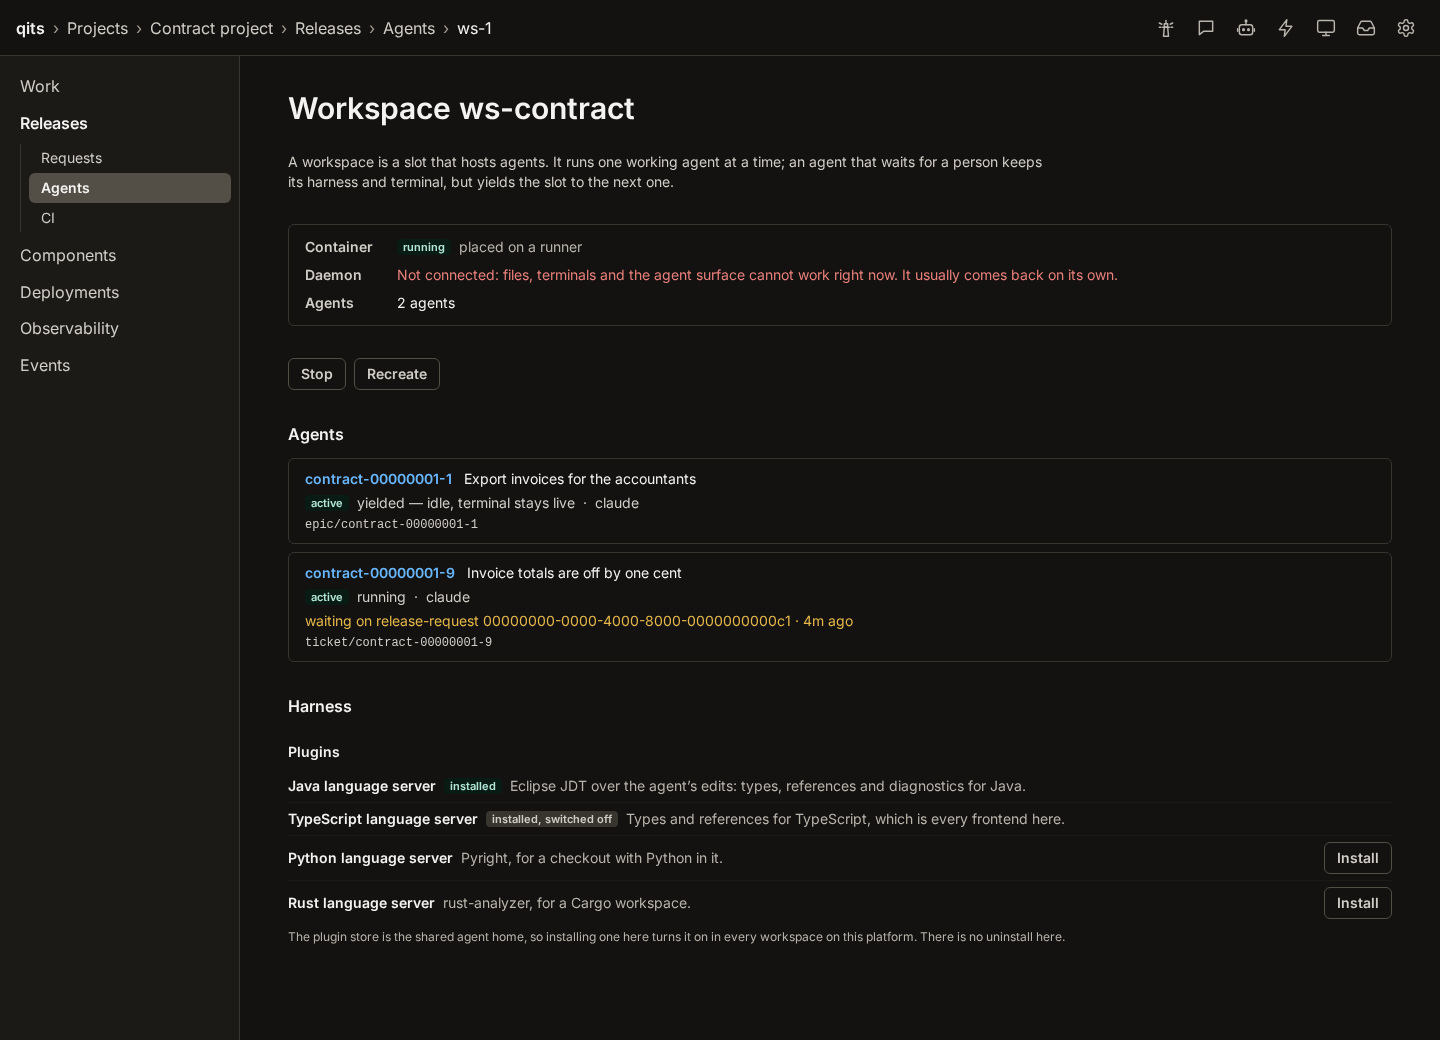 qits › Projects › Contract project › Releases › Agents › ws-1
Work
Releases
Requests
Agents
CI
Components
Deployments
Observability
Events
Workspace ws-contract
A workspace is a slot that hosts agents. It runs one working agent at a time; an agent that waits for a person keeps
its harness and terminal, but yields the slot to the next one.
Container running placed on a runner
Daemon Not connected: files, terminals and the agent surface cannot work right now. It usually comes back on its own.
Agents 2 agents
Stop Recreate
Agents
contract-00000001-1 Export invoices for the accountants
active yielded — idle, terminal stays live · claude
epic/contract-00000001-1
contract-00000001-9 Invoice totals are off by one cent
active running · claude
waiting on release-request 00000000-0000-4000-8000-0000000000c1 · 4m ago
ticket/contract-00000001-9
Harness
Plugins
Java language server installed Eclipse JDT over the agent’s edits: types, references and diagnostics for Java.
TypeScript language server installed, switched off Types and references for TypeScript, which is every frontend here.
Python language server Pyright, for a checkout with Python in it. Install
Rust language server rust-analyzer, for a Cargo workspace. Install
The plugin store is the shared agent home, so installing one here turns it on in every workspace on this platform. There is no uninstall here.